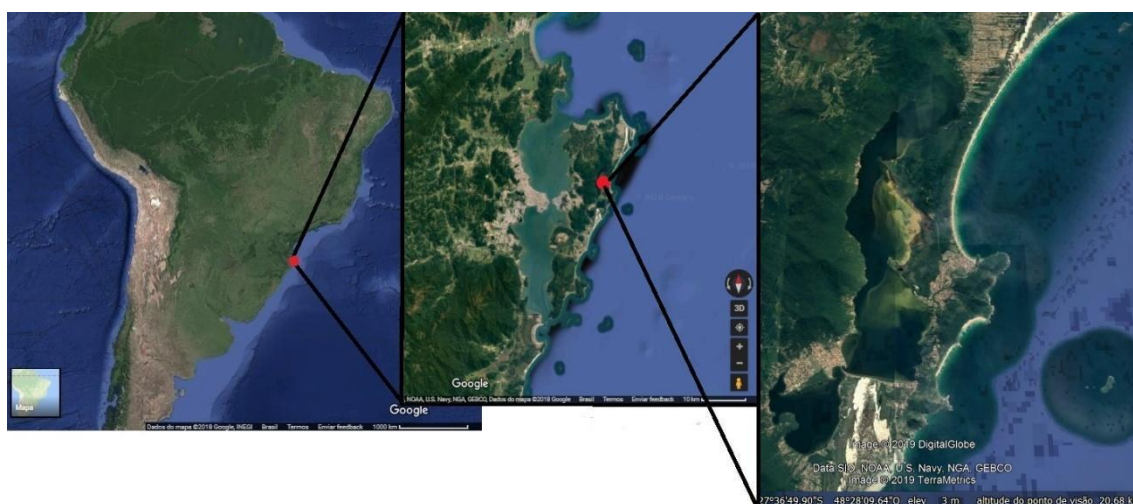 Mapa
Google
Dados do mapa ©2018 Google, INEGI Brasil Termos Enviar feedback 1000 km
3D
Google
, NOAA, U.S. Navy, NGA, GEBCO, Dados do mapa ©2018 Google Brasil Termos Enviar feedback 10 km
Image © 2019 DigitalGlobe
Data SIO, NOAA, U.S. Navy, NGA, GEBCO
Image © 2019 TerraMetrics
27°36'49.90"S 48°28'09.64"O elev 3 m altitude do ponto de visão 20.68 k